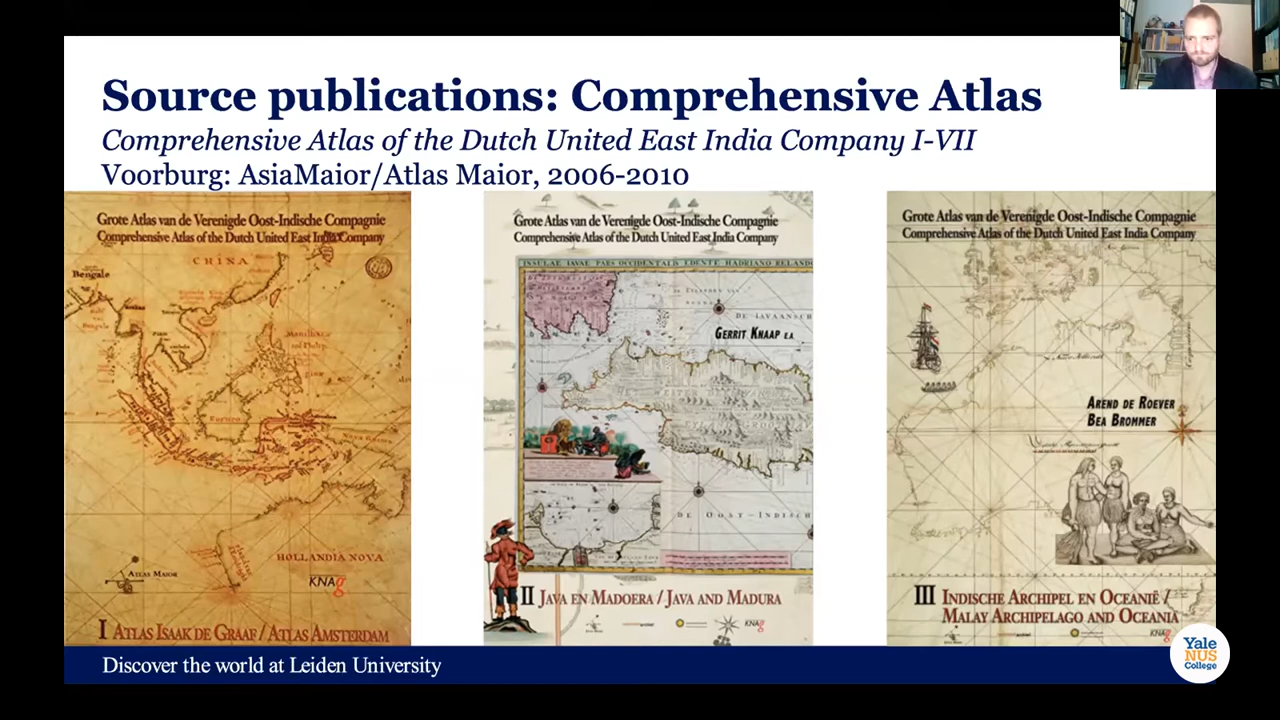 Source publications: Comprehensive Atlas
Comprehensive Atlas of the Dutch United East India Company I-VII
Voorburg: AsiaMaior/Atlas Maior, 2006-2010
Grote Atlas van de Verenigde Oost-Indische Compagnie
Comprehensive Atlas of the Dutch United East India Company
CHINA
Bengale
Borneo
HOLLANDIA NOVA
ATLAS MAIOR
KNAg
I ATLAS ISAAK DE GRAAF / ATLAS AMSTERDAM
Grote Atlas van de Verenigde Oost-Indische Compagnie
Comprehensive Atlas of the Dutch United East India Company
INSULAE IAVAE PARS OCCIDENTALIS EDENTE HADRIANO RELANDO
GERRIT KNAAP E.A.
DE OOST-INDISCH
II JAVA EN MADOERA / JAVA AND MADURA
KNAg
Grote Atlas van de Verenigde Oost-Indische Compagnie
Comprehensive Atlas of the Dutch United East India Company
AREND DE ROEVER
BEA BROMMER
III INDISCHE ARCHIPEL EN OCEANIË /
MALAY ARCHIPELAGO AND OCEANIA
KNAg
Discover the world at Leiden University
Yale
NUS
College